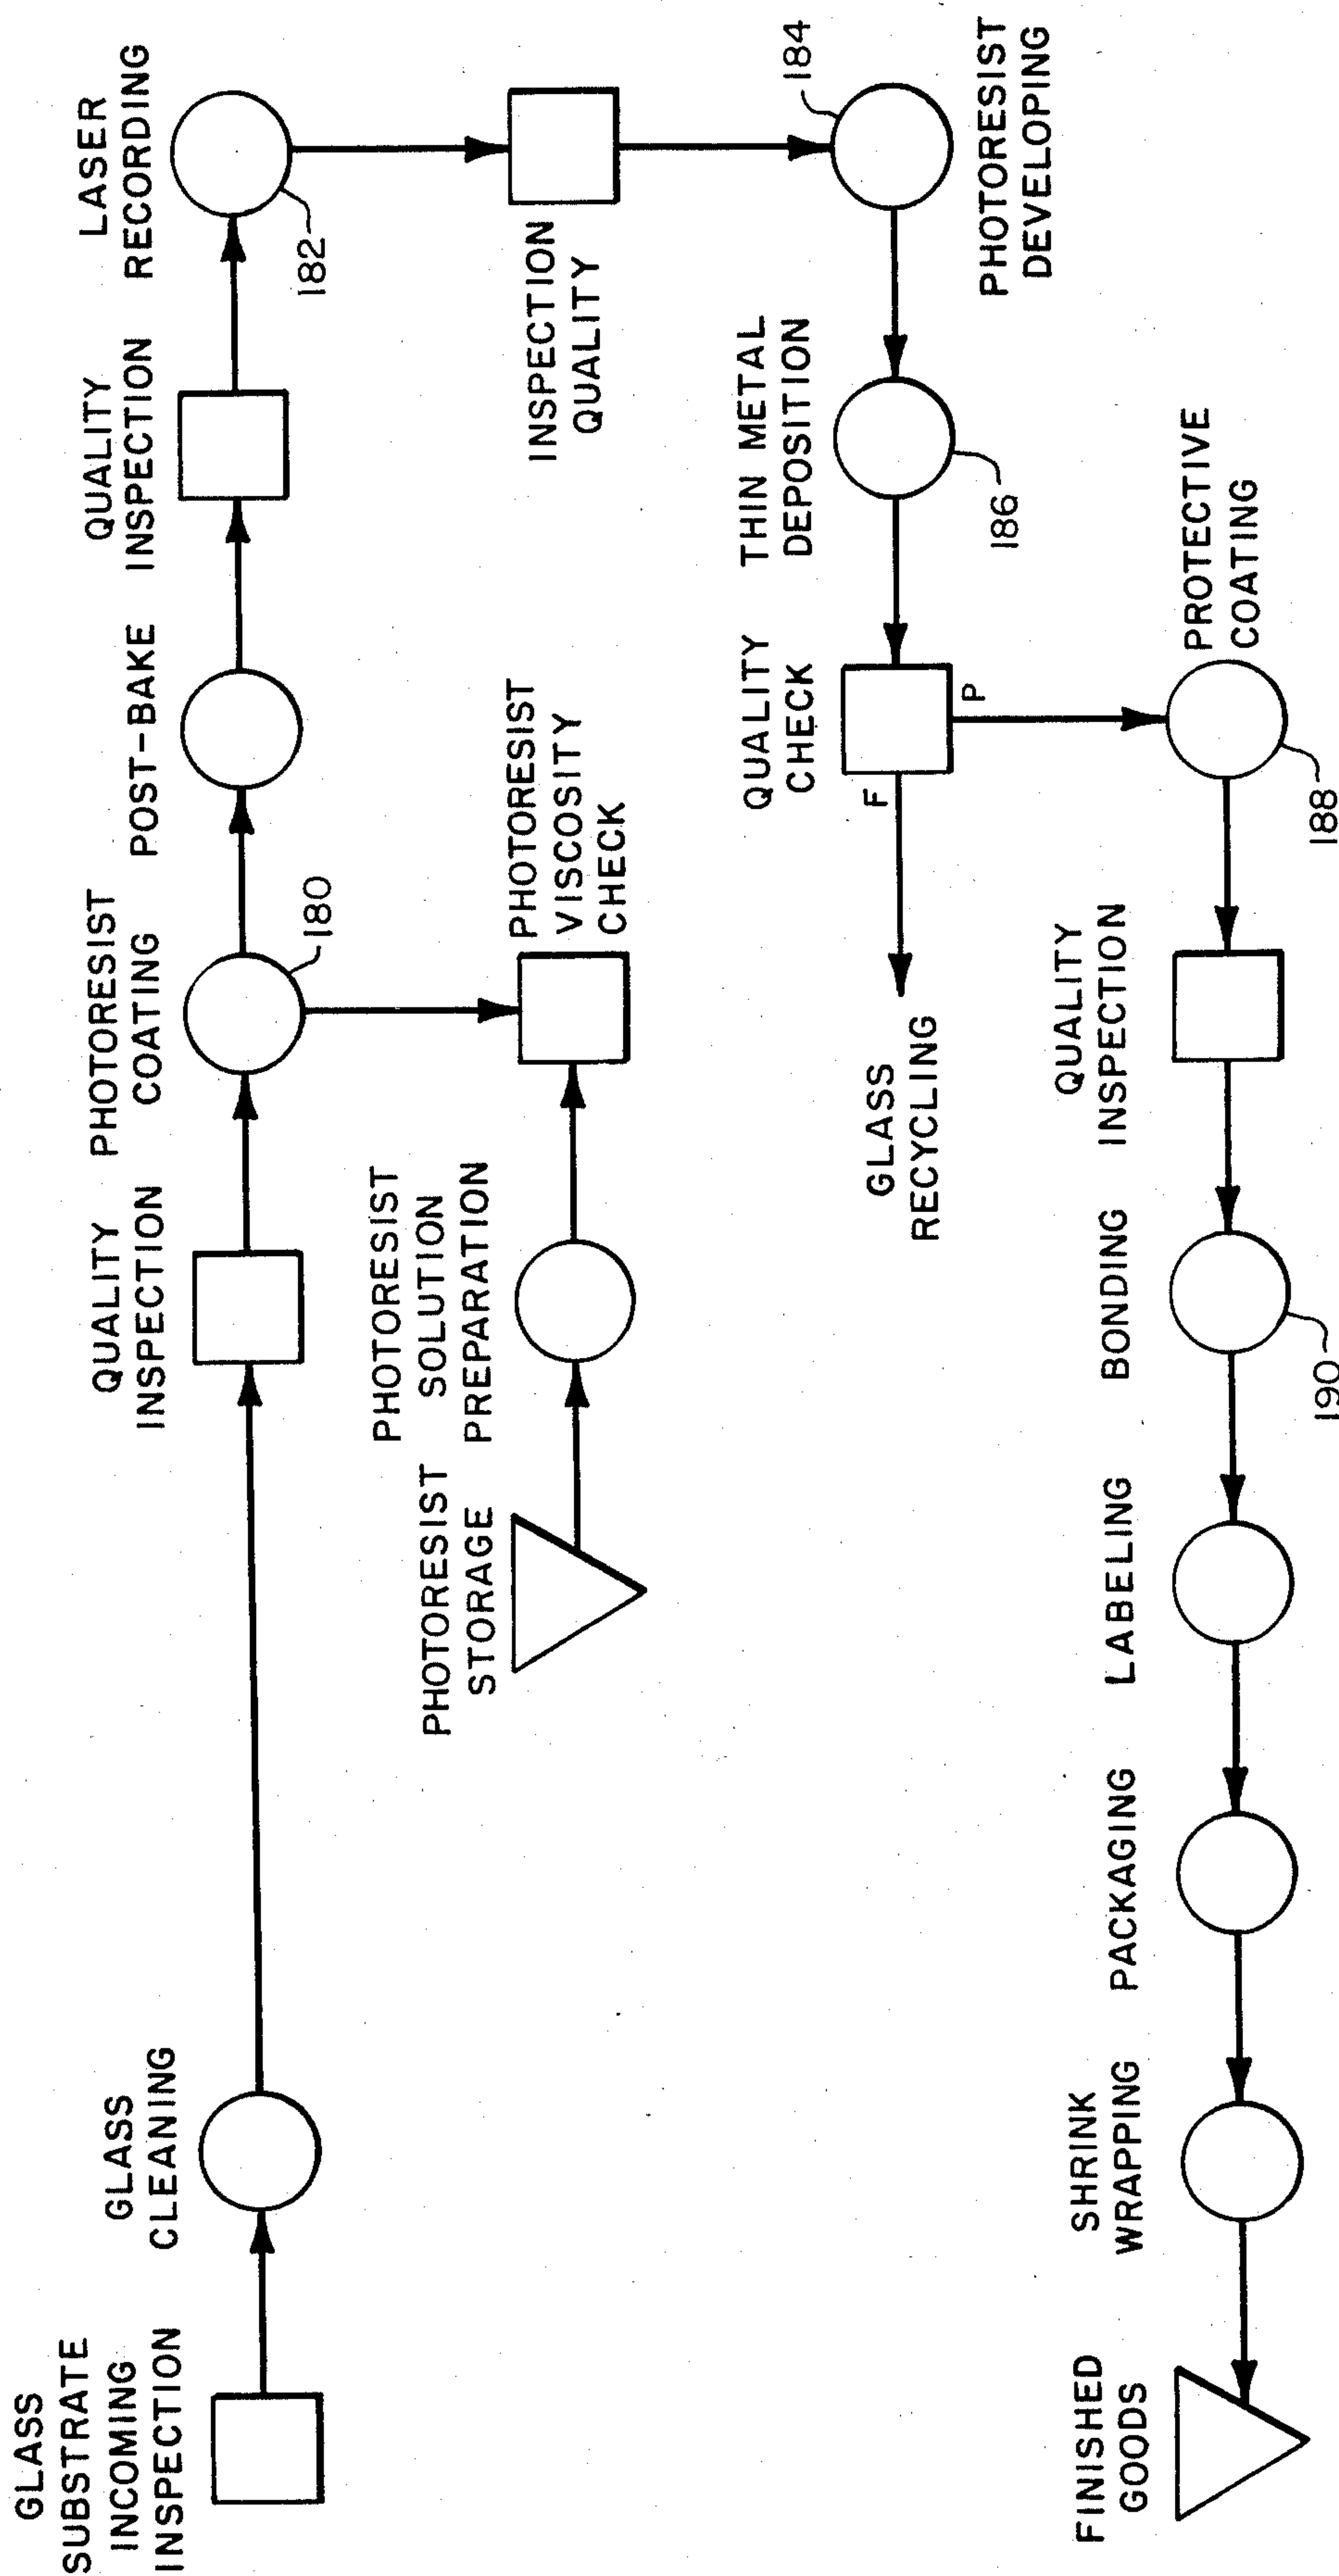 GLASS
SUBSTRATE
INCOMING
INSPECTION
GLASS
CLEANING
QUALITY
INSPECTION
PHOTORESIST
COATING
180
POST-BAKE
QUALITY
INSPECTION
LASER
RECORDING
182
PHOTORESIST
STORAGE
PHOTORESIST
SOLUTION
PREPARATION
PHOTORESIST
VISCOSITY
CHECK
INSPECTION
QUALITY
184
PHOTORESIST
DEVELOPING
THIN METAL
DEPOSITION
186
QUALITY
CHECK
F
P
GLASS
RECYCLING
PROTECTIVE
COATING
188
QUALITY
INSPECTION
BONDING
190
LABELING
PACKAGING
SHRINK
WRAPPING
FINISHED
GOODS